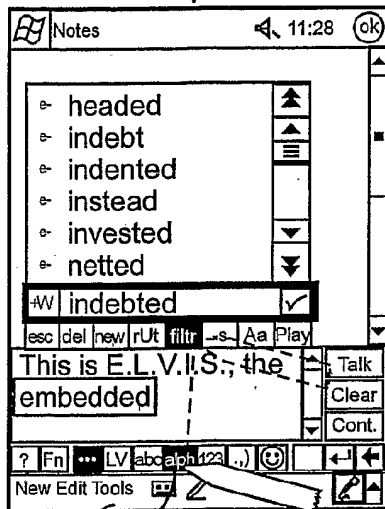 Notes 11:28 ok
e- headed
e- indebt
e- indented
e- instead
e- invested
e- netted
+W indebted
esc del new rUt filtr Aa Play
This is E.L.V.I.S., the Talk
embedded Clear
Cont.
? Fn ... LV abc aph 123 .,)
New Edit Tools